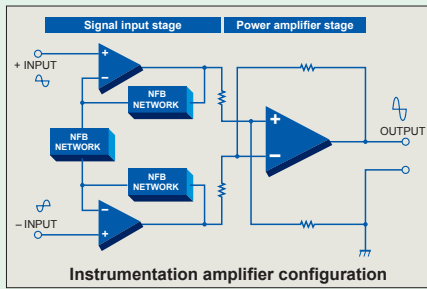 Signal input stage
Power amplifier stage
+ INPUT
+
−
NFB
NETWORK
NFB
NETWORK
NFB
NETWORK
−
+
− INPUT
+
−
OUTPUT
Instrumentation amplifier configuration